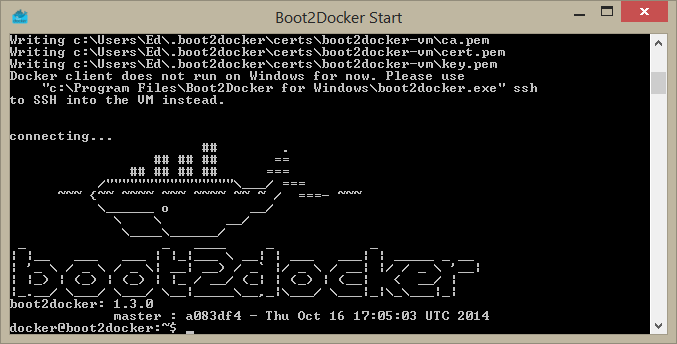 Boot2Docker Start
Writing c:\Users\Ed\.boot2docker\certs\boot2docker-vm\ca.pem
Writing c:\Users\Ed\.boot2docker\certs\boot2docker-vm\cert.pem
Writing c:\Users\Ed\.boot2docker\certs\boot2docker-vm\key.pem
Docker client does not run on Windows for now. Please use
"c:\Program Files\Boot2Docker for Windows\boot2docker.exe" ssh
to SSH into the VM instead.
connecting...
boot2docker
boot2docker: 1.3.0
master : a083df4 - Thu Oct 16 17:05:03 UTC 2014
docker@boot2docker:~$ _